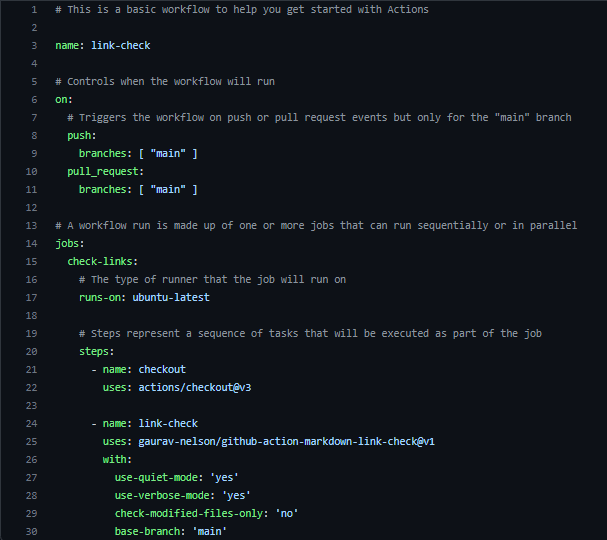 1 # This is a basic workflow to help you get started with Actions
2
3 name: link-check
4
5 # Controls when the workflow will run
6 on:
7   # Triggers the workflow on push or pull request events but only for the "main" branch
8   push:
9     branches: [ "main" ]
10   pull_request:
11     branches: [ "main" ]
12
13 # A workflow run is made up of one or more jobs that can run sequentially or in parallel
14 jobs:
15   check-links:
16     # The type of runner that the job will run on
17     runs-on: ubuntu-latest
18
19     # Steps represent a sequence of tasks that will be executed as part of the job
20     steps:
21       - name: checkout
22         uses: actions/checkout@v3
23
24       - name: link-check
25         uses: gaurav-nelson/github-action-markdown-link-check@v1
26         with:
27           use-quiet-mode: 'yes'
28           use-verbose-mode: 'yes'
29           check-modified-files-only: 'no'
30           base-branch: 'main'